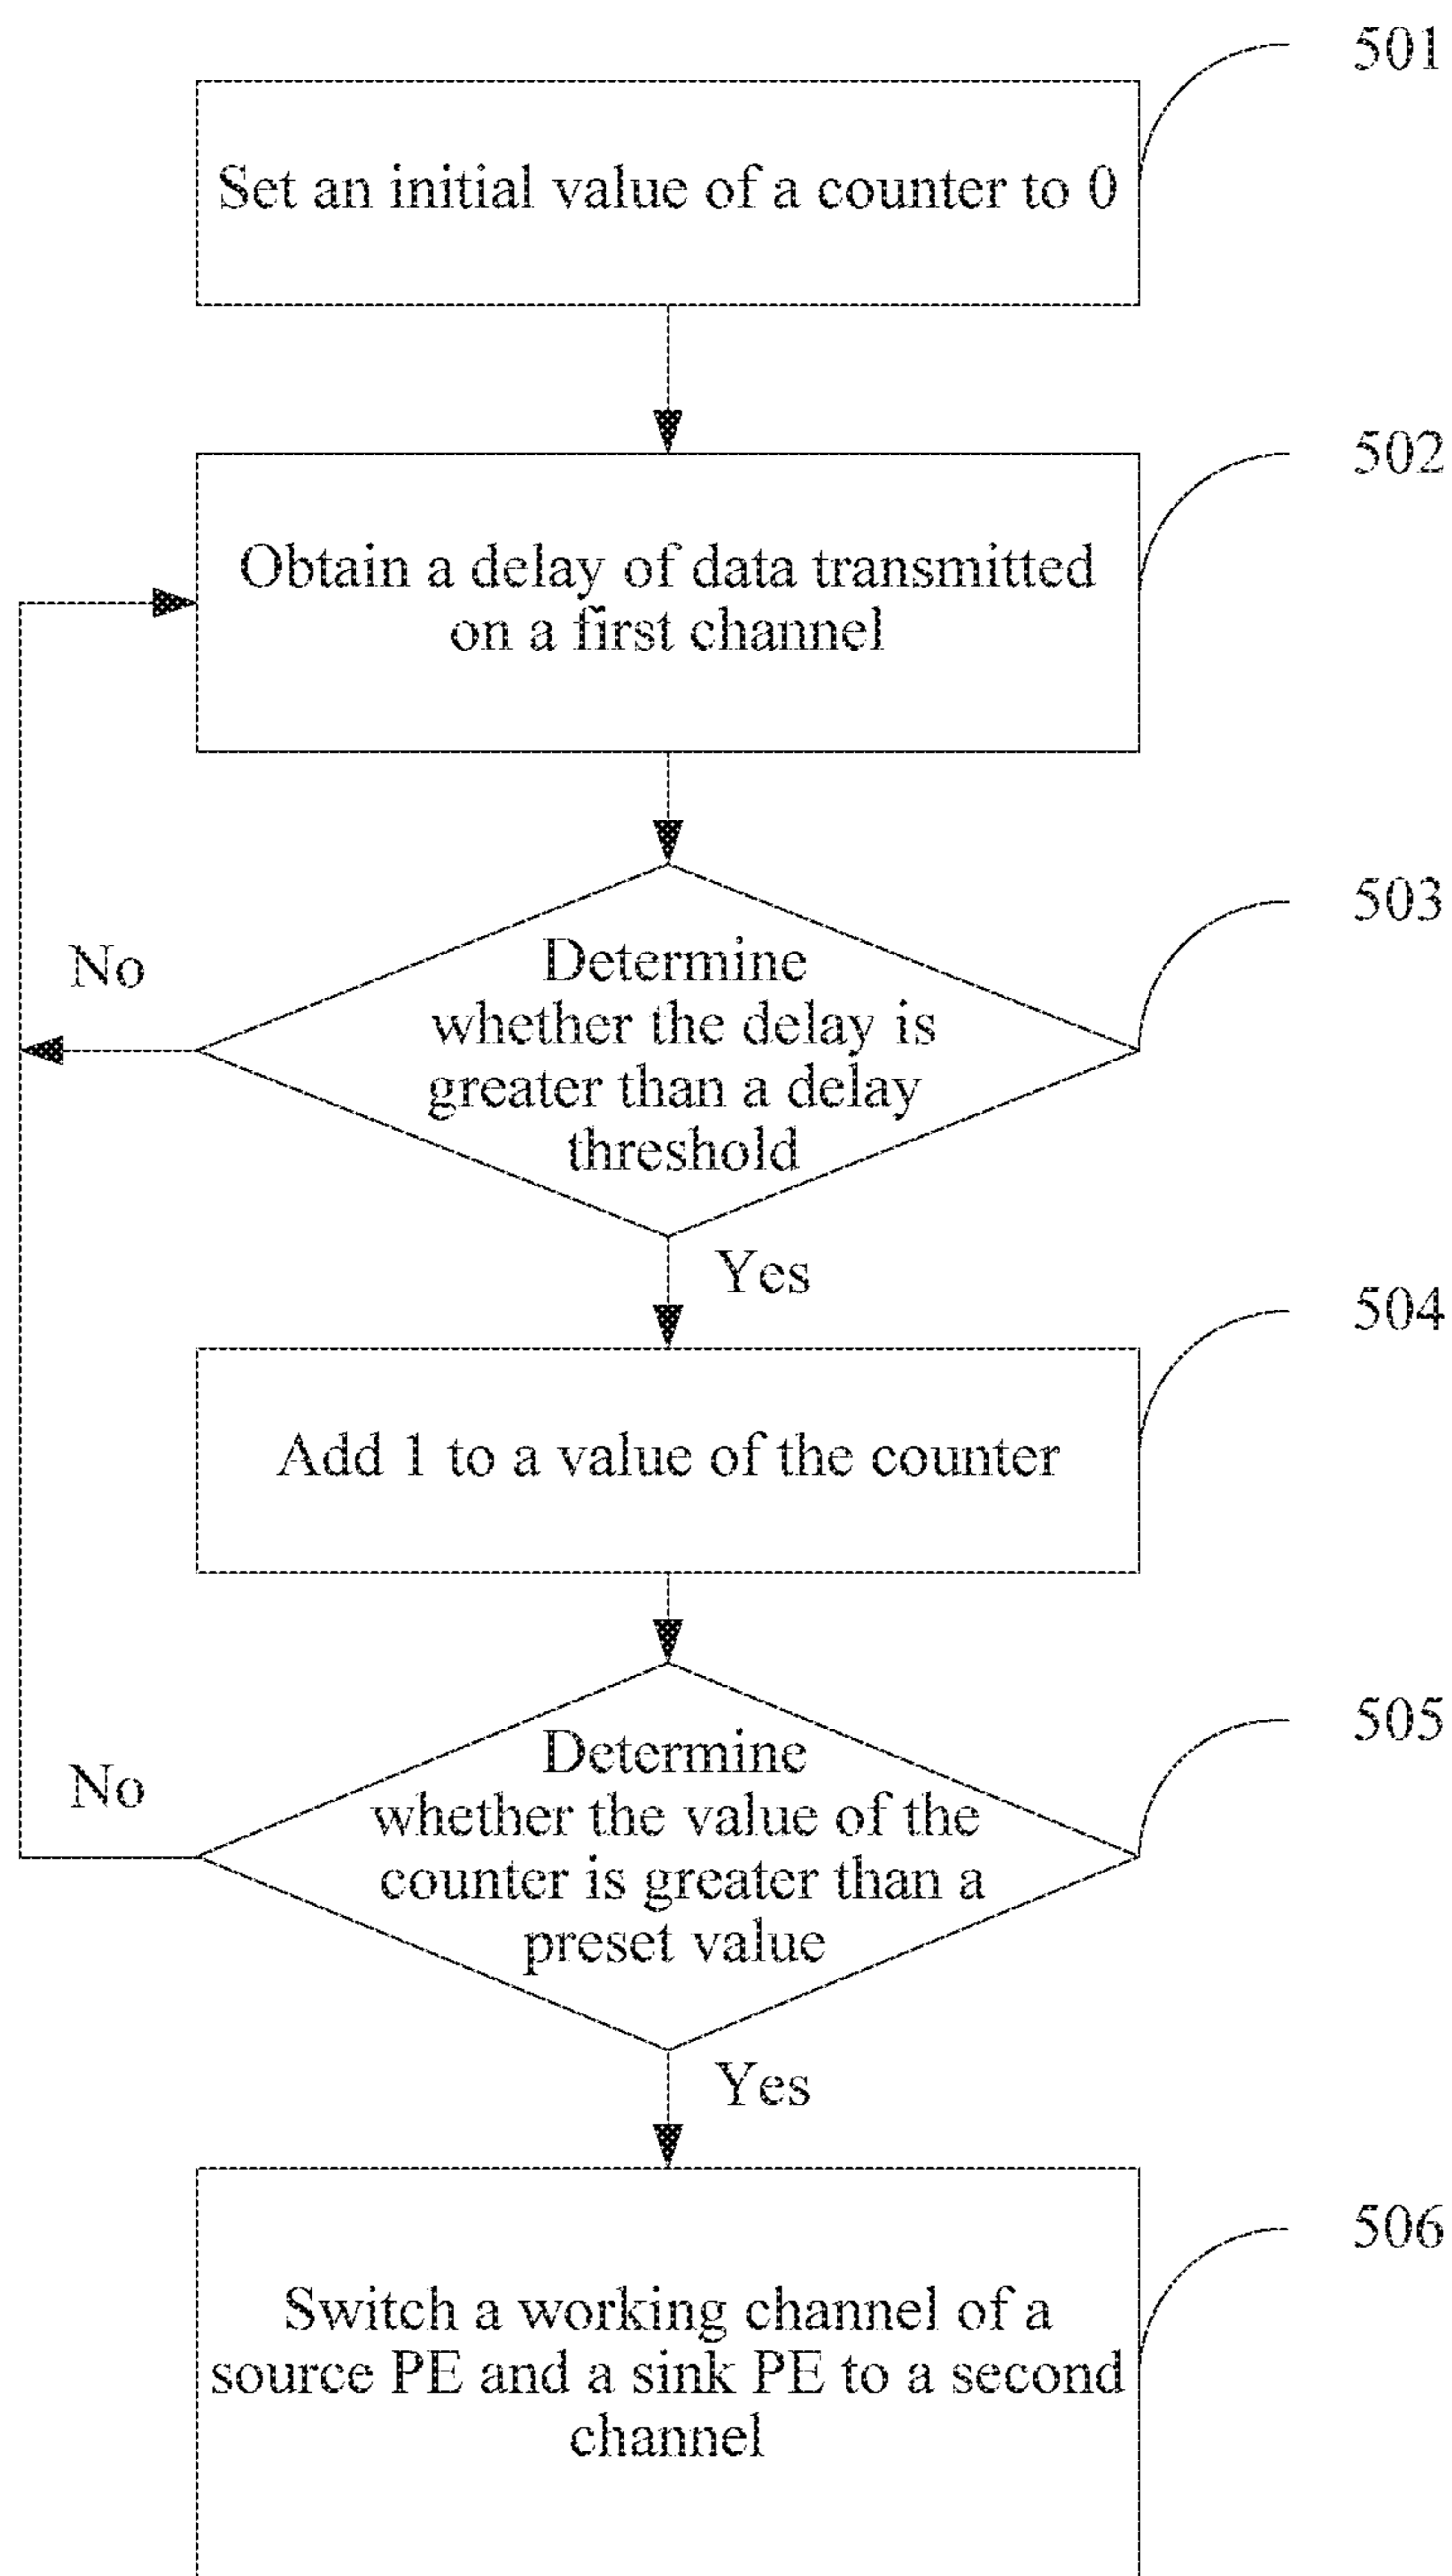 501
Set an initial value of a counter to 0
502
Obtain a delay of data transmitted
on a first channel
503
No
Determine
whether the delay is
greater than a delay
threshold
Yes
504
Add 1 to a value of the counter
505
No
Determine
whether the value of the
counter is greater than a
preset value
Yes
506
Switch a working channel of a
source PE and a sink PE to a second
channel